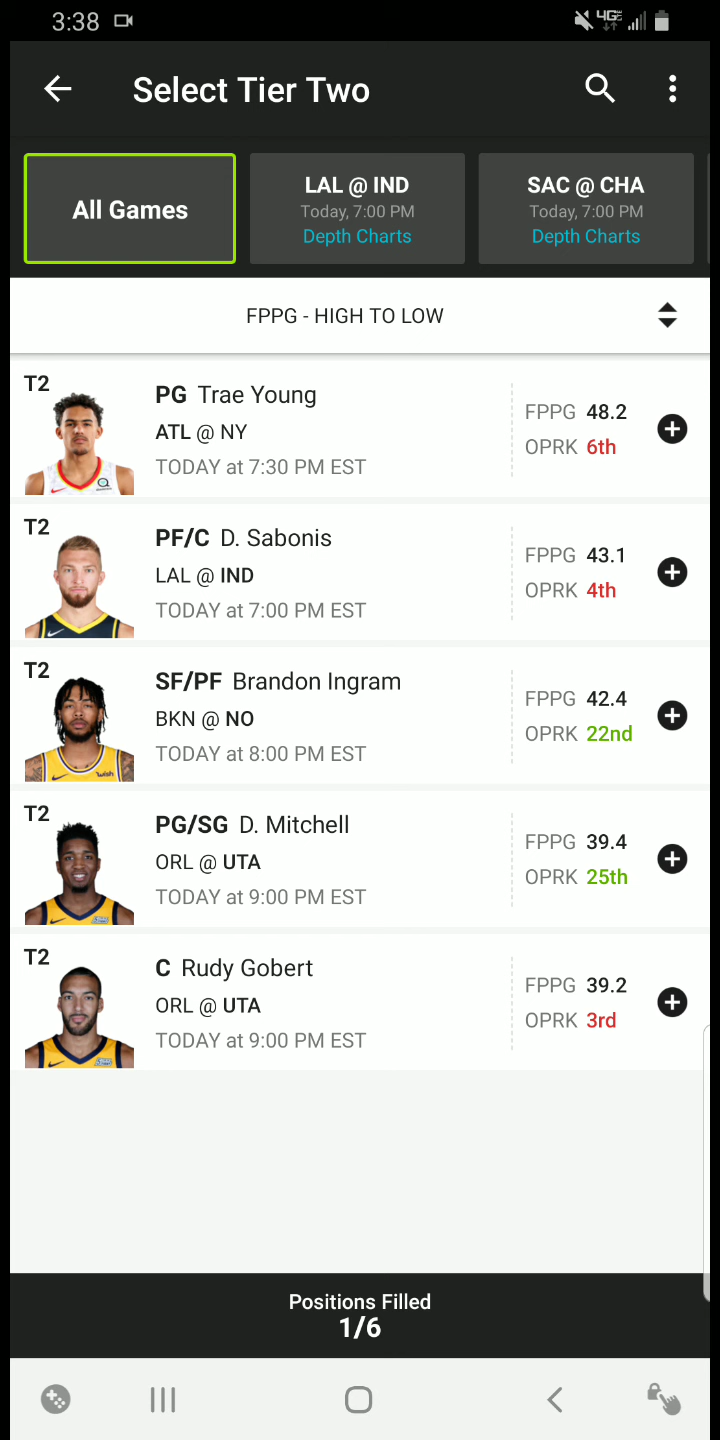 3:38
4G
Select Tier Two
All Games
LAL @ IND
Today, 7:00 PM
Depth Charts
SAC @ CHA
Today, 7:00 PM
Depth Charts
FPPG - HIGH TO LOW
T2
PG Trae Young
ATL @ NY
TODAY at 7:30 PM EST
FPPG 48.2
OPRK 6th
T2
PF/C D. Sabonis
LAL @ IND
TODAY at 7:00 PM EST
FPPG 43.1
OPRK 4th
T2
SF/PF Brandon Ingram
BKN @ NO
TODAY at 8:00 PM EST
FPPG 42.4
OPRK 22nd
wish
T2
PG/SG D. Mitchell
ORL @ UTA
TODAY at 9:00 PM EST
FPPG 39.4
OPRK 25th
T2
C Rudy Gobert
ORL @ UTA
TODAY at 9:00 PM EST
FPPG 39.2
OPRK 3rd
Positions Filled
1/6